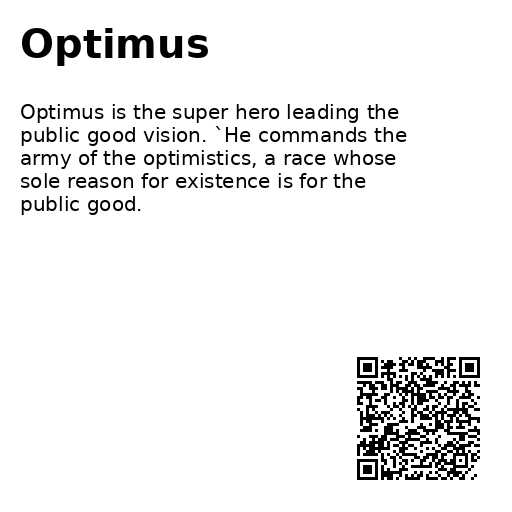 Optimus
Optimus is the super hero leading the
public good vision. `He commands the
army of the optimistics, a race whose
sole reason for existence is for the
public good.